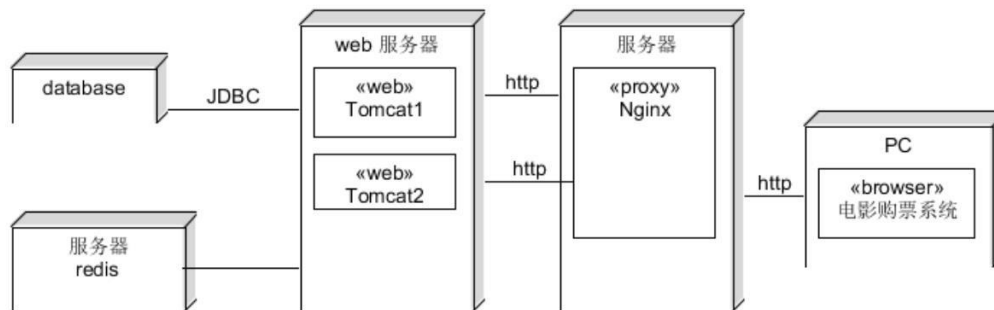 database
JDBC
服务器
redis
web 服务器
«web»
Tomcat1
«web»
Tomcat2
http
http
服务器
«proxy»
Nginx
http
PC
«browser»
电影购票系统